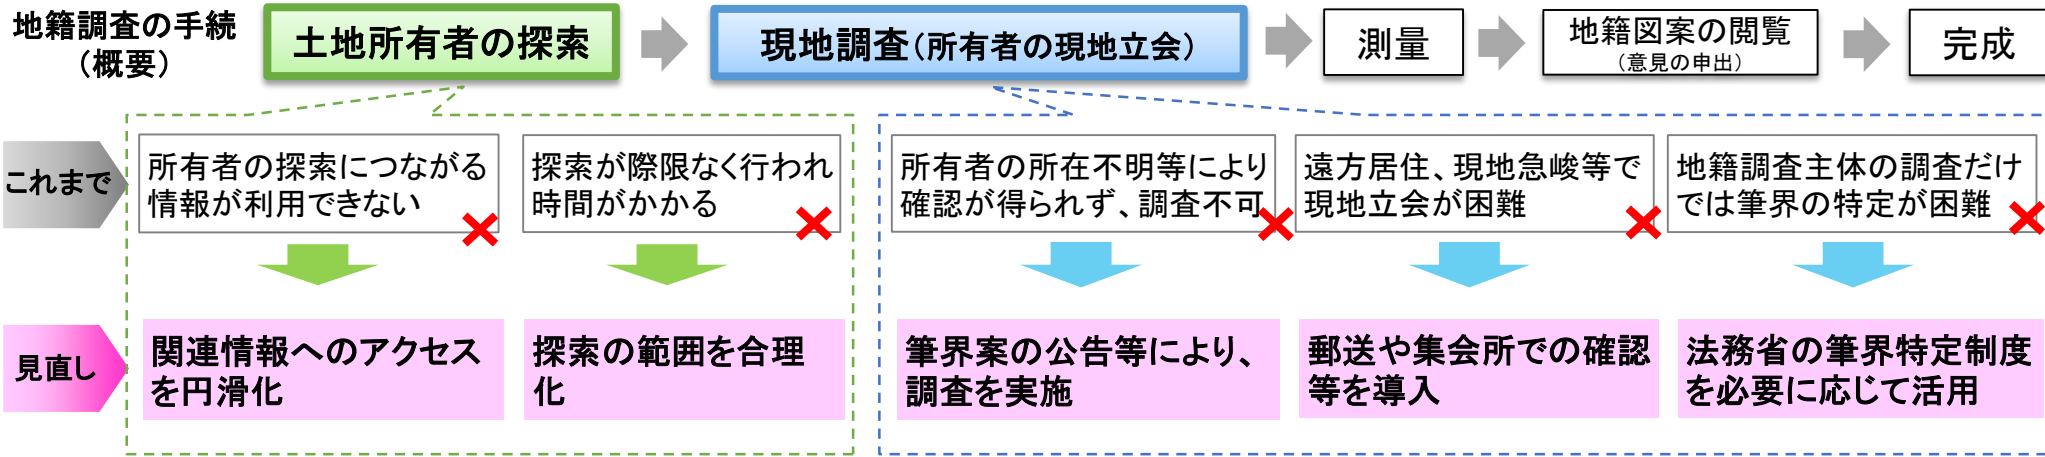 地籍調査の手続
（概要）
土地所有者の探索
現地調査（所有者の現地立会）
測量
地籍図案の閲覧
（意見の申出）
完成
これまで
所有者の探索につながる
情報が利用できない
探索が際限なく行われ
時間がかかる
所有者の所在不明等により
確認が得られず、調査不可
遠方居住、現地急峻等で
現地立会が困難
地籍調査主体の調査だけ
では筆界の特定が困難
見直し
関連情報へのアクセス
を円滑化
探索の範囲を合理
化
筆界案の公告等により、
調査を実施
郵送や集会所での確認
等を導入
法務省の筆界特定制度
を必要に応じて活用